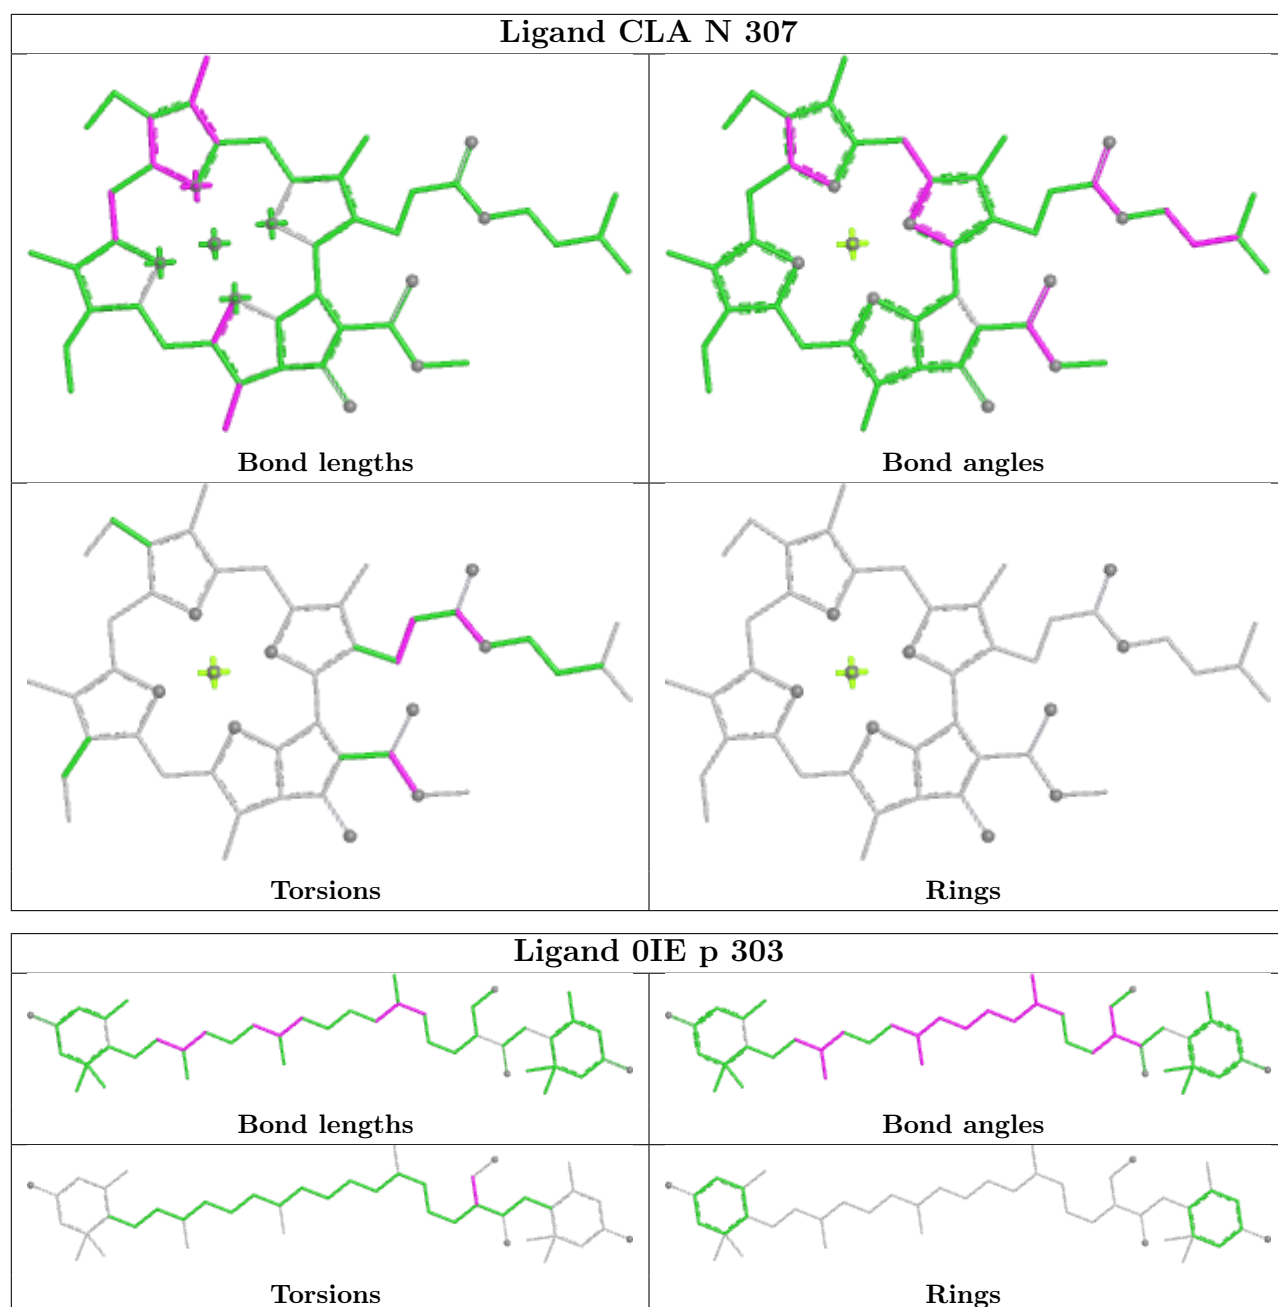 Ligand CLA N 307
Bond lengths
Bond angles
Torsions
Rings
Ligand 0IE p 303
Bond lengths
Bond angles
Torsions
Rings